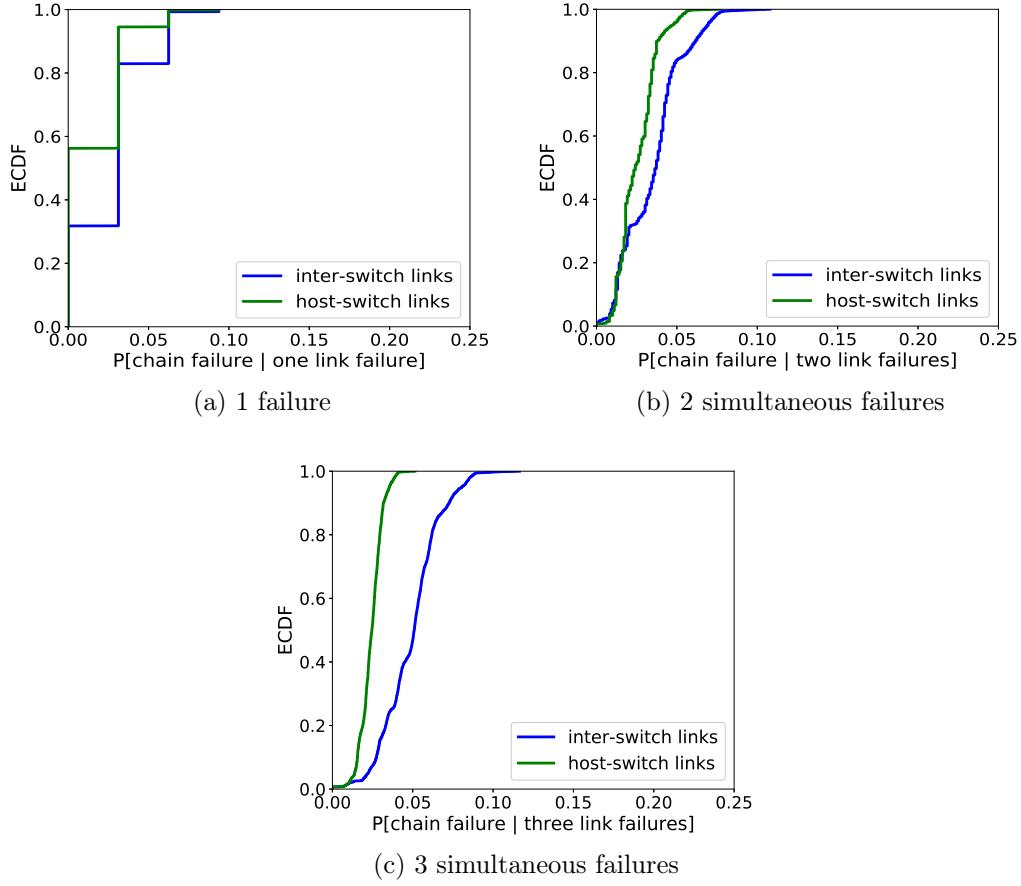 1.0
0.8
0.6
0.4
0.2
0.0
ECDF
inter-switch links
host-switch links
0.00 0.05 0.10 0.15 0.20 0.25
P[chain failure | one link failure]
(a) 1 failure
1.0
0.8
0.6
0.4
0.2
0.0
ECDF
inter-switch links
host-switch links
0.00 0.05 0.10 0.15 0.20 0.25
P[chain failure | two link failures]
(b) 2 simultaneous failures
1.0
0.8
0.6
0.4
0.2
0.0
ECDF
inter-switch links
host-switch links
0.00 0.05 0.10 0.15 0.20 0.25
P[chain failure | three link failures]
(c) 3 simultaneous failures